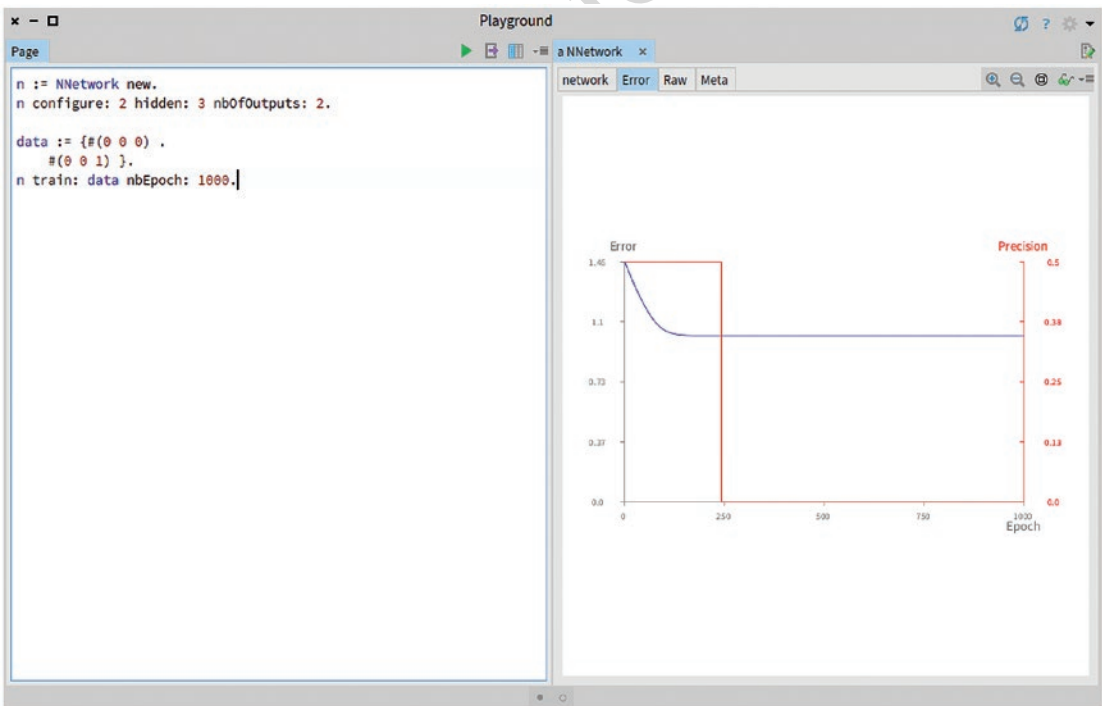 Playground
Page
a NNetwork
n := NNetwork new.
n configure: 2 hidden: 3 nbOfOutputs: 2.
data := {#(0 0 0) .
#(0 0 1) }.
n train: data nbEpoch: 1000.
network Error Raw Meta
Error Precision
1.46 0.5
1.1 0.38
0.73 0.25
0.37 0.13
0.0 0.0
0 250 500 750 1000
Epoch